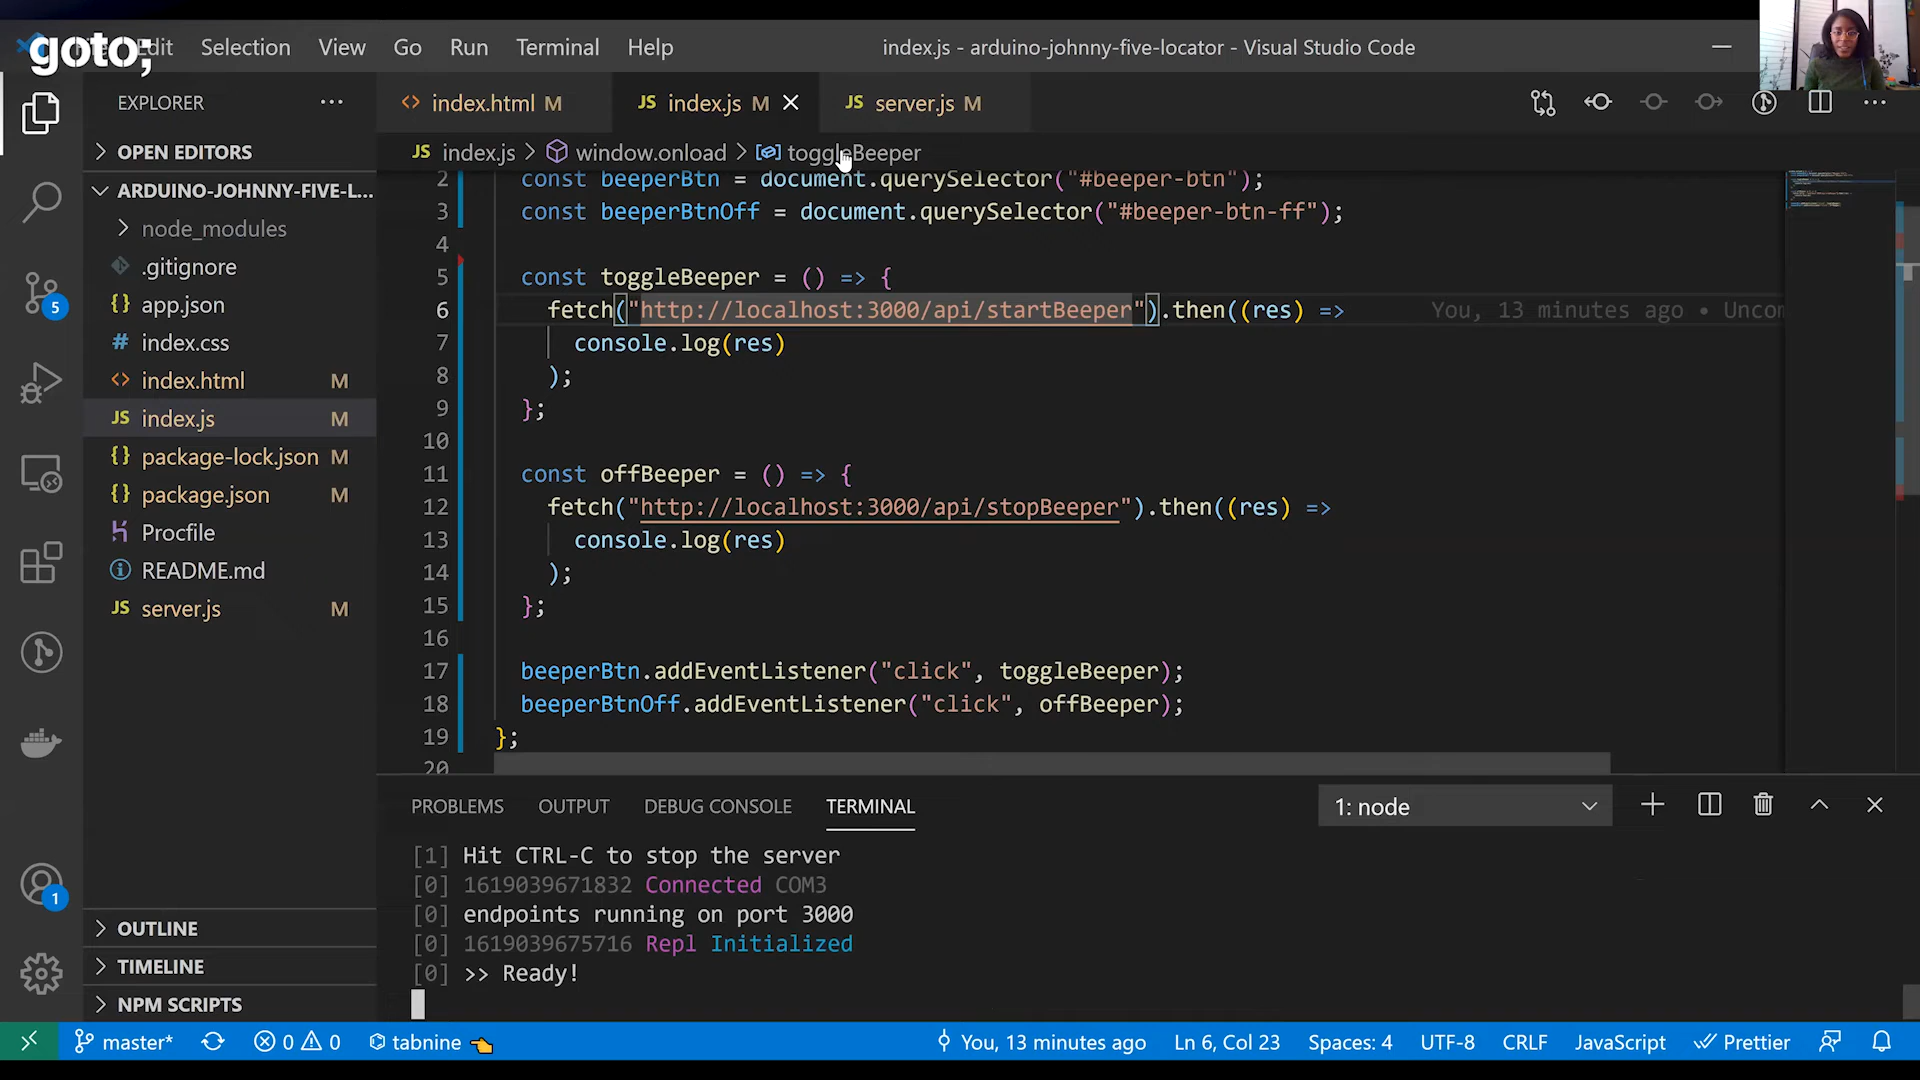 goto;
Edit Selection View Go Run Terminal Help
index.js - arduino-johnny-five-locator - Visual Studio Code
EXPLORER
OPEN EDITORS
ARDUINO-JOHNNY-FIVE-L...
node_modules
.gitignore
{} app.json
# index.css
<> index.html M
JS index.js M
{} package-lock.json M
{} package.json M
Procfile
README.md
JS server.js M
OUTLINE
TIMELINE
NPM SCRIPTS
5
1
<> index.html M
JS index.js M
JS server.js M
JS index.js > window.onload > toggleBeeper
2 const beeperBtn = document.querySelector("#beeper-btn");
3 const beeperBtnOff = document.querySelector("#beeper-btn-ff");
4
5 const toggleBeeper = () => {
6 fetch("http://localhost:3000/api/startBeeper").then((res) => You, 13 minutes ago • Uncom
7 console.log(res)
8 );
9 };
10
11 const offBeeper = () => {
12 fetch("http://localhost:3000/api/stopBeeper").then((res) =>
13 console.log(res)
14 );
15 };
16
17 beeperBtn.addEventListener("click", toggleBeeper);
18 beeperBtnOff.addEventListener("click", offBeeper);
19 };
20
PROBLEMS OUTPUT DEBUG CONSOLE TERMINAL
1: node
[1] Hit CTRL-C to stop the server
[0] 1619039671832 Connected COM3
[0] endpoints running on port 3000
[0] 1619039675716 Repl Initialized
[0] >> Ready!
master* 0 0 tabnine You, 13 minutes ago Ln 6, Col 23 Spaces: 4 UTF-8 CRLF JavaScript Prettier